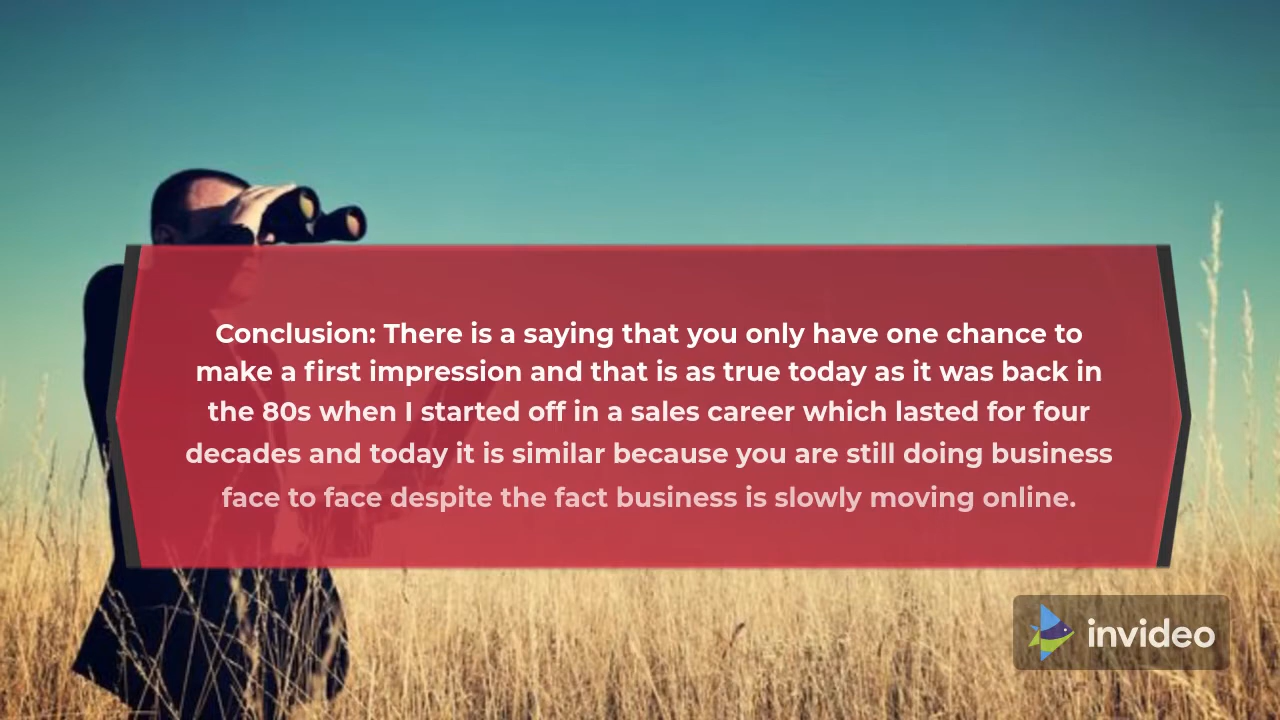 Conclusion: There is a saying that you only have one chance to
make a first impression and that is as true today as it was back in
the 80s when I started off in a sales career which lasted for four
decades and today it is similar because you are still doing business
face to face despite the fact business is slowly moving online.
invideo